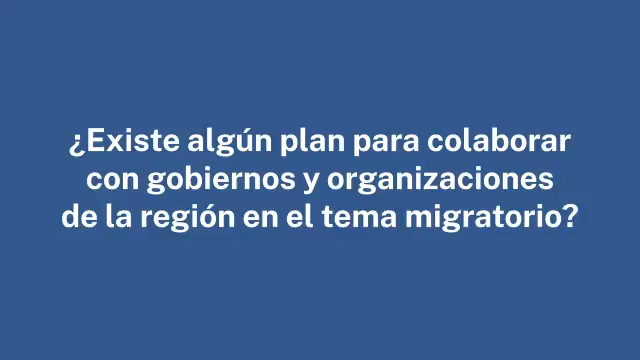 ¿Existe algún plan para colaborar
con gobiernos y organizaciones
de la región en el tema migratorio?